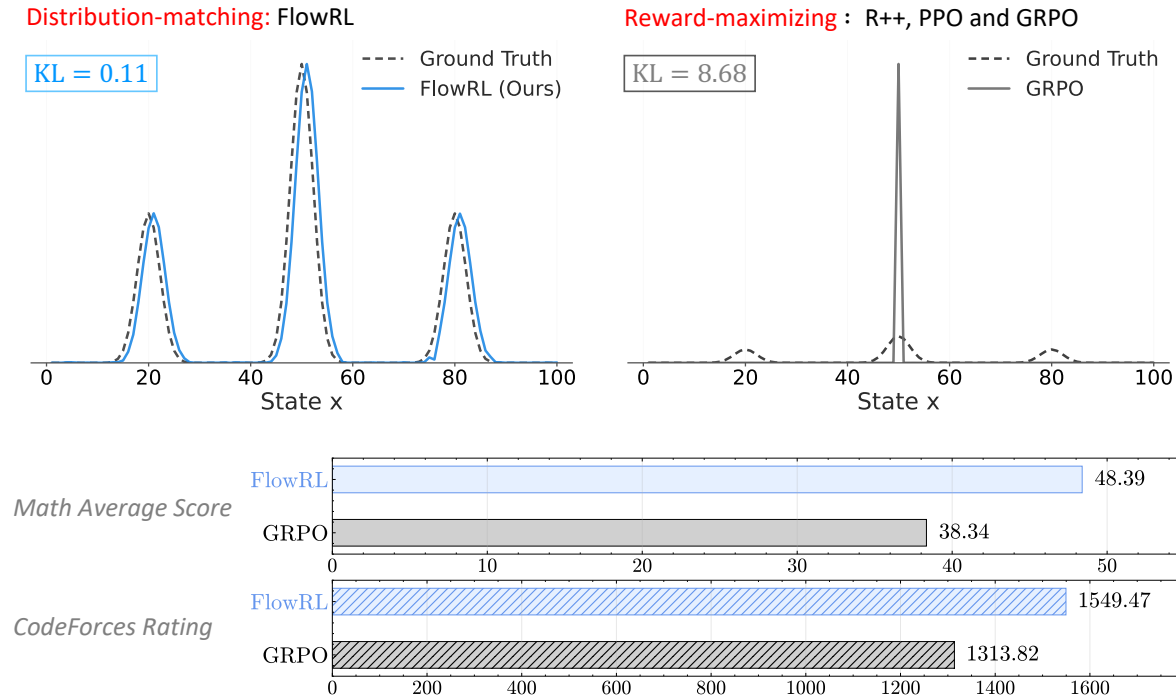 Distribution-matching: FlowRL
KL = 0.11
Ground Truth
FlowRL (Ours)
0 20 40 60 80 100
State x
Reward-maximizing : R++, PPO and GRPO
KL = 8.68
Ground Truth
GRPO
0 20 40 60 80 100
State x
Math Average Score
FlowRL 48.39
GRPO 38.34
0 10 20 30 40 50
CodeForces Rating
FlowRL 1549.47
GRPO 1313.82
0 200 400 600 800 1000 1200 1400 1600